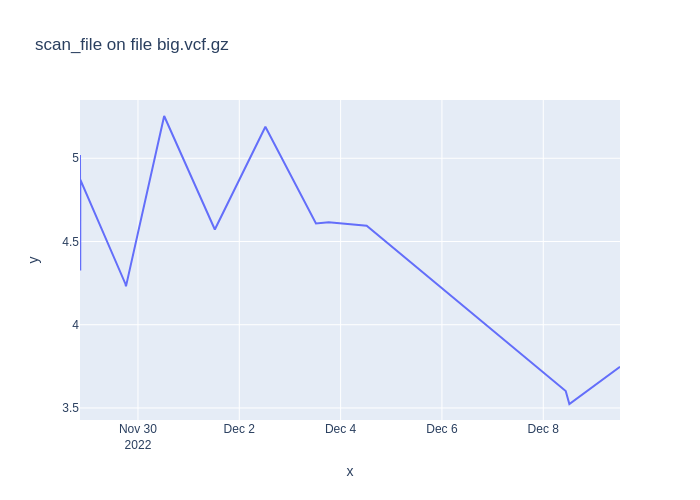 scan_file on file big.vcf.gz
5
4.5
4
3.5
y
Nov 30
2022
Dec 2
Dec 4
Dec 6
Dec 8
x